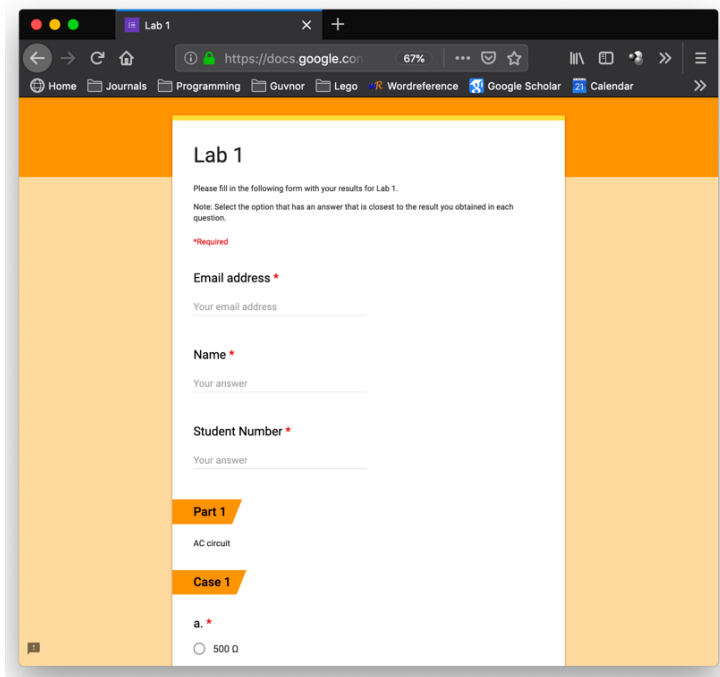 Lab 1
https://docs.google.con
67%
Home
Journals
Programming
Guvnor
Lego
Wordreference
Google Scholar
21
Calendar
Lab 1
Please fill in the following form with your results for Lab 1.
Note: Select the option that has an answer that is closest to the result you obtained in each
question.
*Required
Email address *
Your email address
Name *
Your answer
Student Number *
Your answer
Part 1
AC circuit
Case 1
a. *
500 Ω